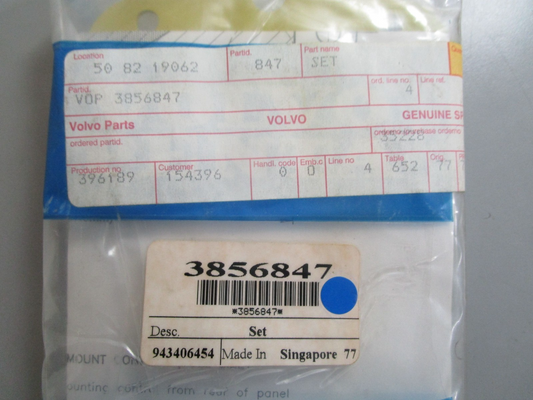 Location Partid. Part name
50 82 19062 847 SET
Partid. ord. line no. Line nr.
VOP 3856847 4
Volvo Parts VOLVO GENUINE
ordered partid.
35228
Production no. Customer Handl. code Emb.c Line no Table
396189 154396 0 0 4 652 77
3856847
*3856847*
Desc. Set
943406454 Made In Singapore 77
MOUNT
from rear of panel